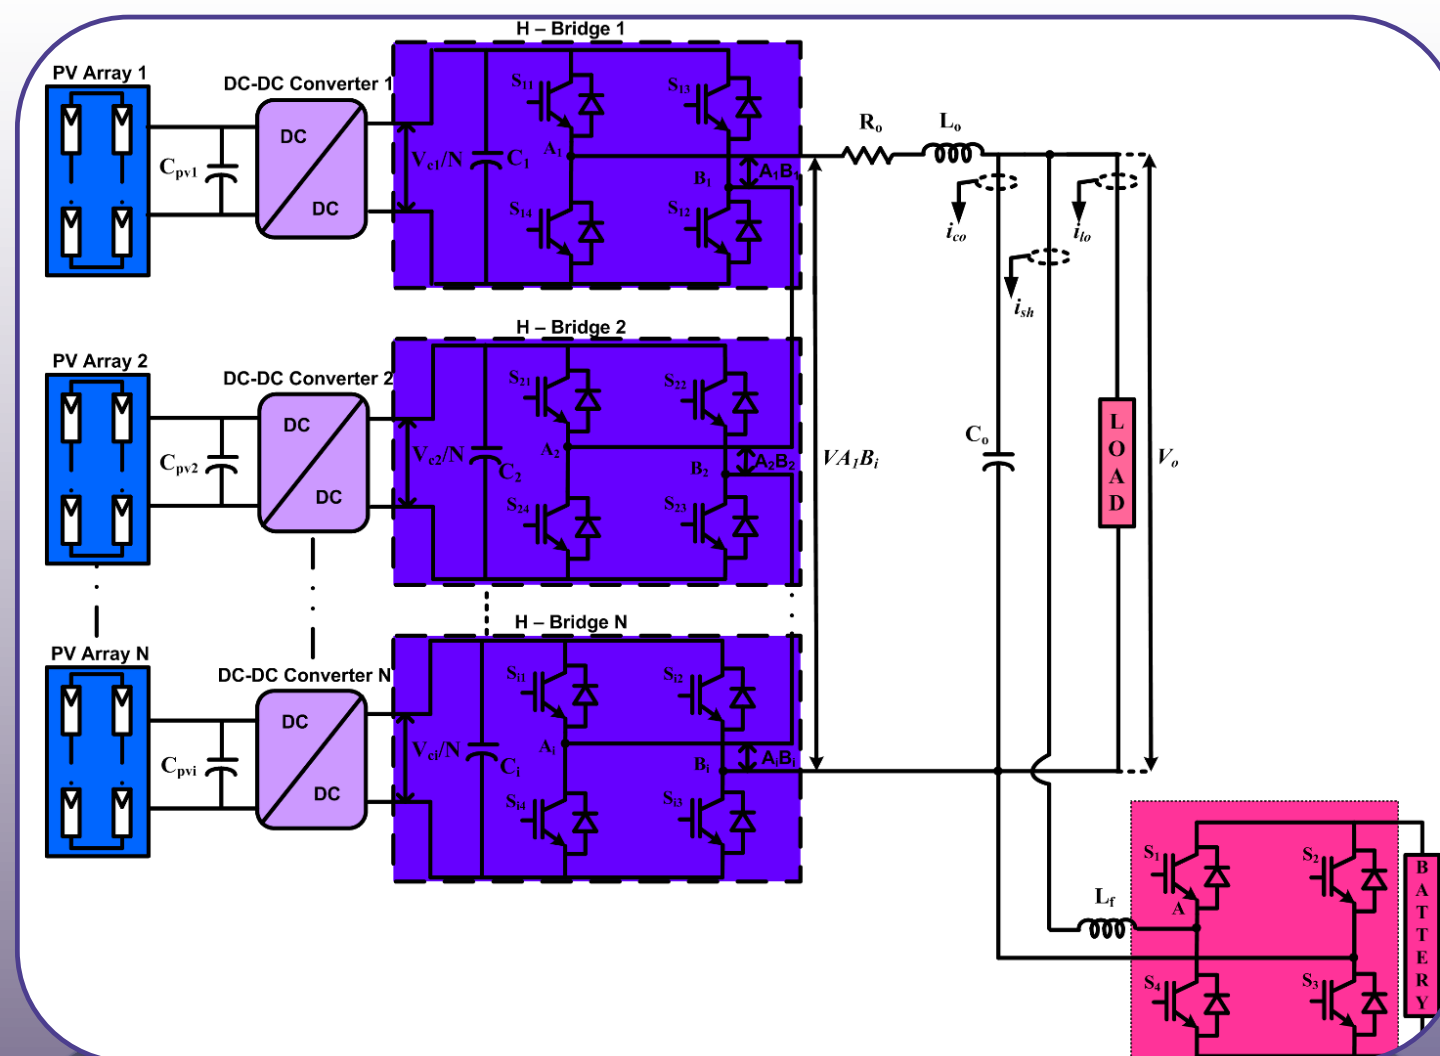 H – Bridge 1
PV Array 1
DC-DC Converter 1
DC
DC
Cpv1
Vc1/N
C1
S11
S13
A1
B1
A1B1
S14
S12
Ro
Lo
ico
ilo
ish
H – Bridge 2
PV Array 2
DC-DC Converter 2
DC
DC
Cpv2
Vc2/N
C2
S21
S22
A2
B2
A2B2
S24
S23
VA1Bi
Co
LOAD
Vo
H – Bridge N
PV Array N
DC-DC Converter N
DC
DC
Cpvi
Vci/N
Ci
Si1
Si2
Ai
Bi
AiBi
Si4
Si3
S1
S2
A
Lf
S4
S3
BATTERY